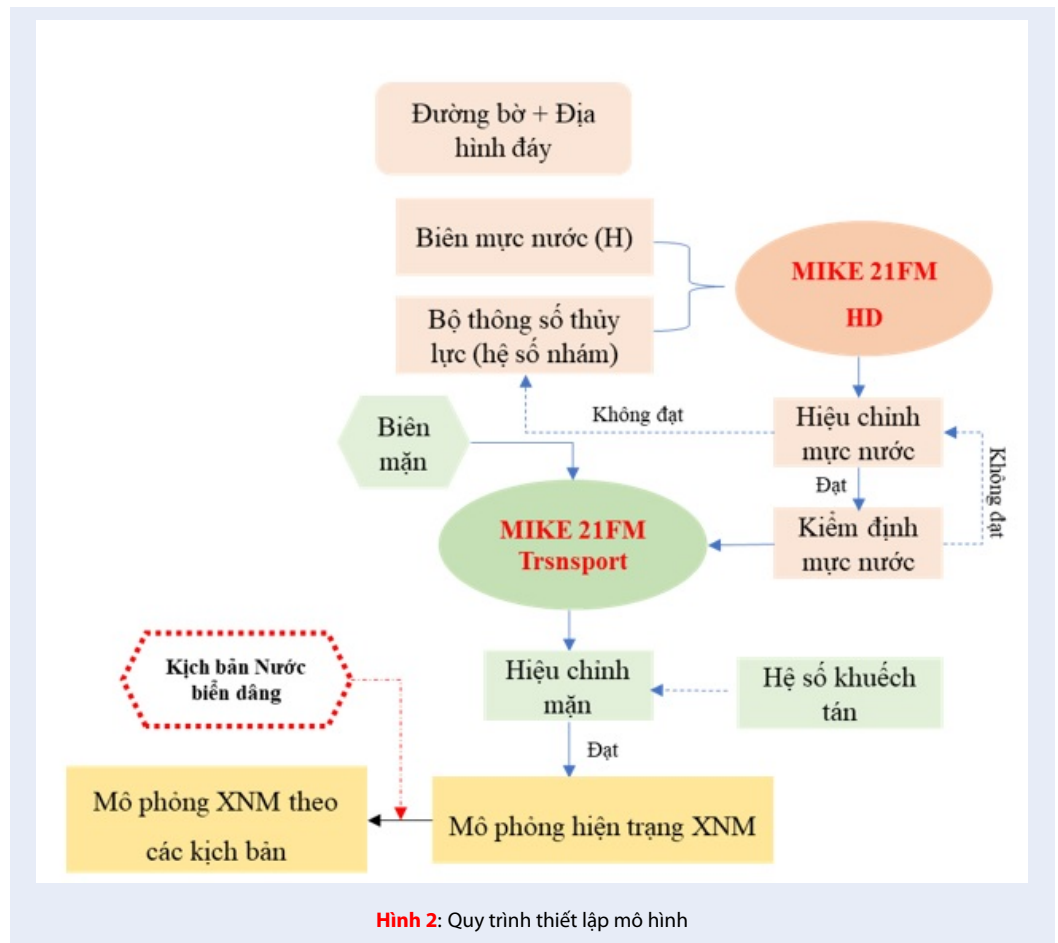 Đường bờ + Địa
hình đáy
Biên mực nước (H)
MIKE 21FM
HD
Bộ thông số thủy
lực (hệ số nhám)
Không đạt
Hiệu chỉnh
mực nước
Biên
mặn
Đạt
Không đạt
MIKE 21FM
Trsnsport
Kiểm định
mực nước
Kịch bản Nước
biển dâng
Hiệu chỉnh
mặn
Hệ số khuếch
tán
Đạt
Mô phỏng XNM theo
các kịch bản
Mô phỏng hiện trạng XNM
Hình 2: Quy trình thiết lập mô hình